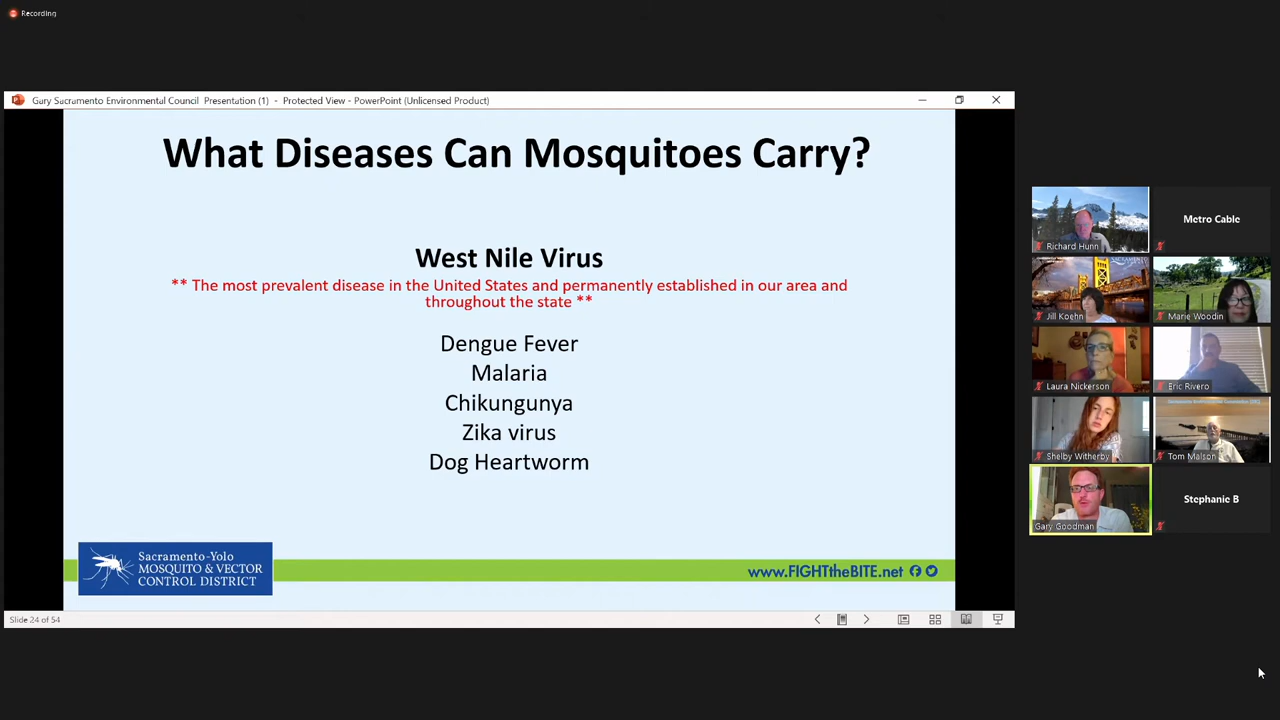 Recording
Gary Sacramento Environmental Council Presentation (1) - Protected View - PowerPoint (Unlicensed Product)
What Diseases Can Mosquitoes Carry?
West Nile Virus
** The most prevalent disease in the United States and permanently established in our area and
throughout the state **
Dengue Fever
Malaria
Chikungunya
Zika virus
Dog Heartworm
Sacramento-Yolo
MOSQUITO & VECTOR
CONTROL DISTRICT
www.FIGHTtheBITE.net
Slide 24 of 54
Richard Hunn
Metro Cable
Jill Koehn
Marie Woodin
Laura Nickerson
Eric Rivero
Shelby Witherby
Tom Malson
Gary Goodman
Stephanie B